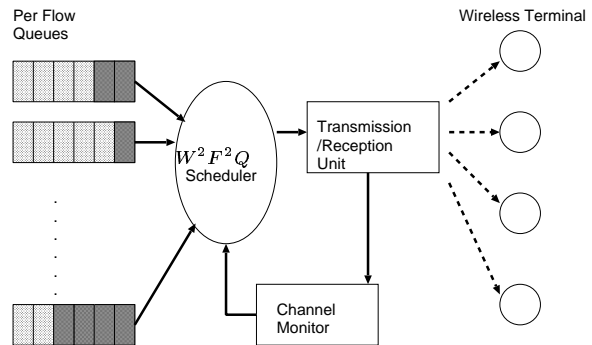 Per Flow
Queues
Wireless Terminal
W²F²Q
Scheduler
Transmission
/Reception
Unit
Channel
Monitor